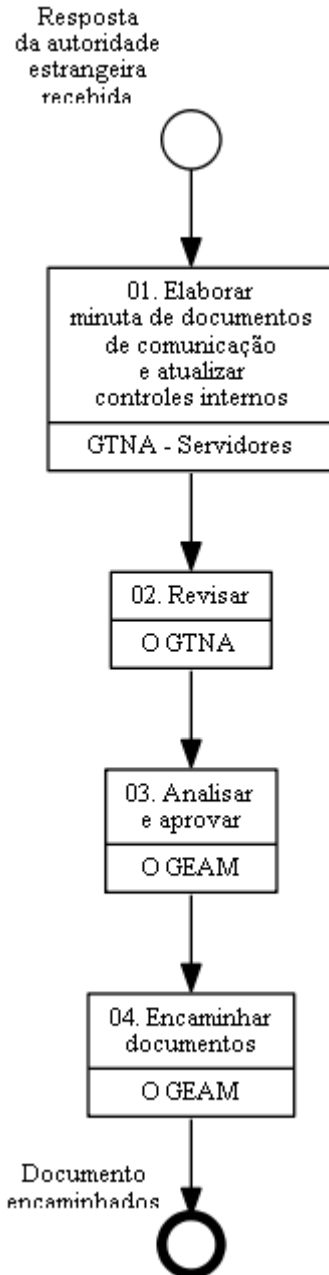 Resposta
da autoridade
estrangeira
recebida
01. Elaborar
minuta de documentos
de comunicação
e atualizar
controles internos
GTNA - Servidores
02. Revisar
O GTNA
03. Analisar
e aprovar
O GEAM
04. Encaminhar
documentos
O GEAM
Documento
encaminhados